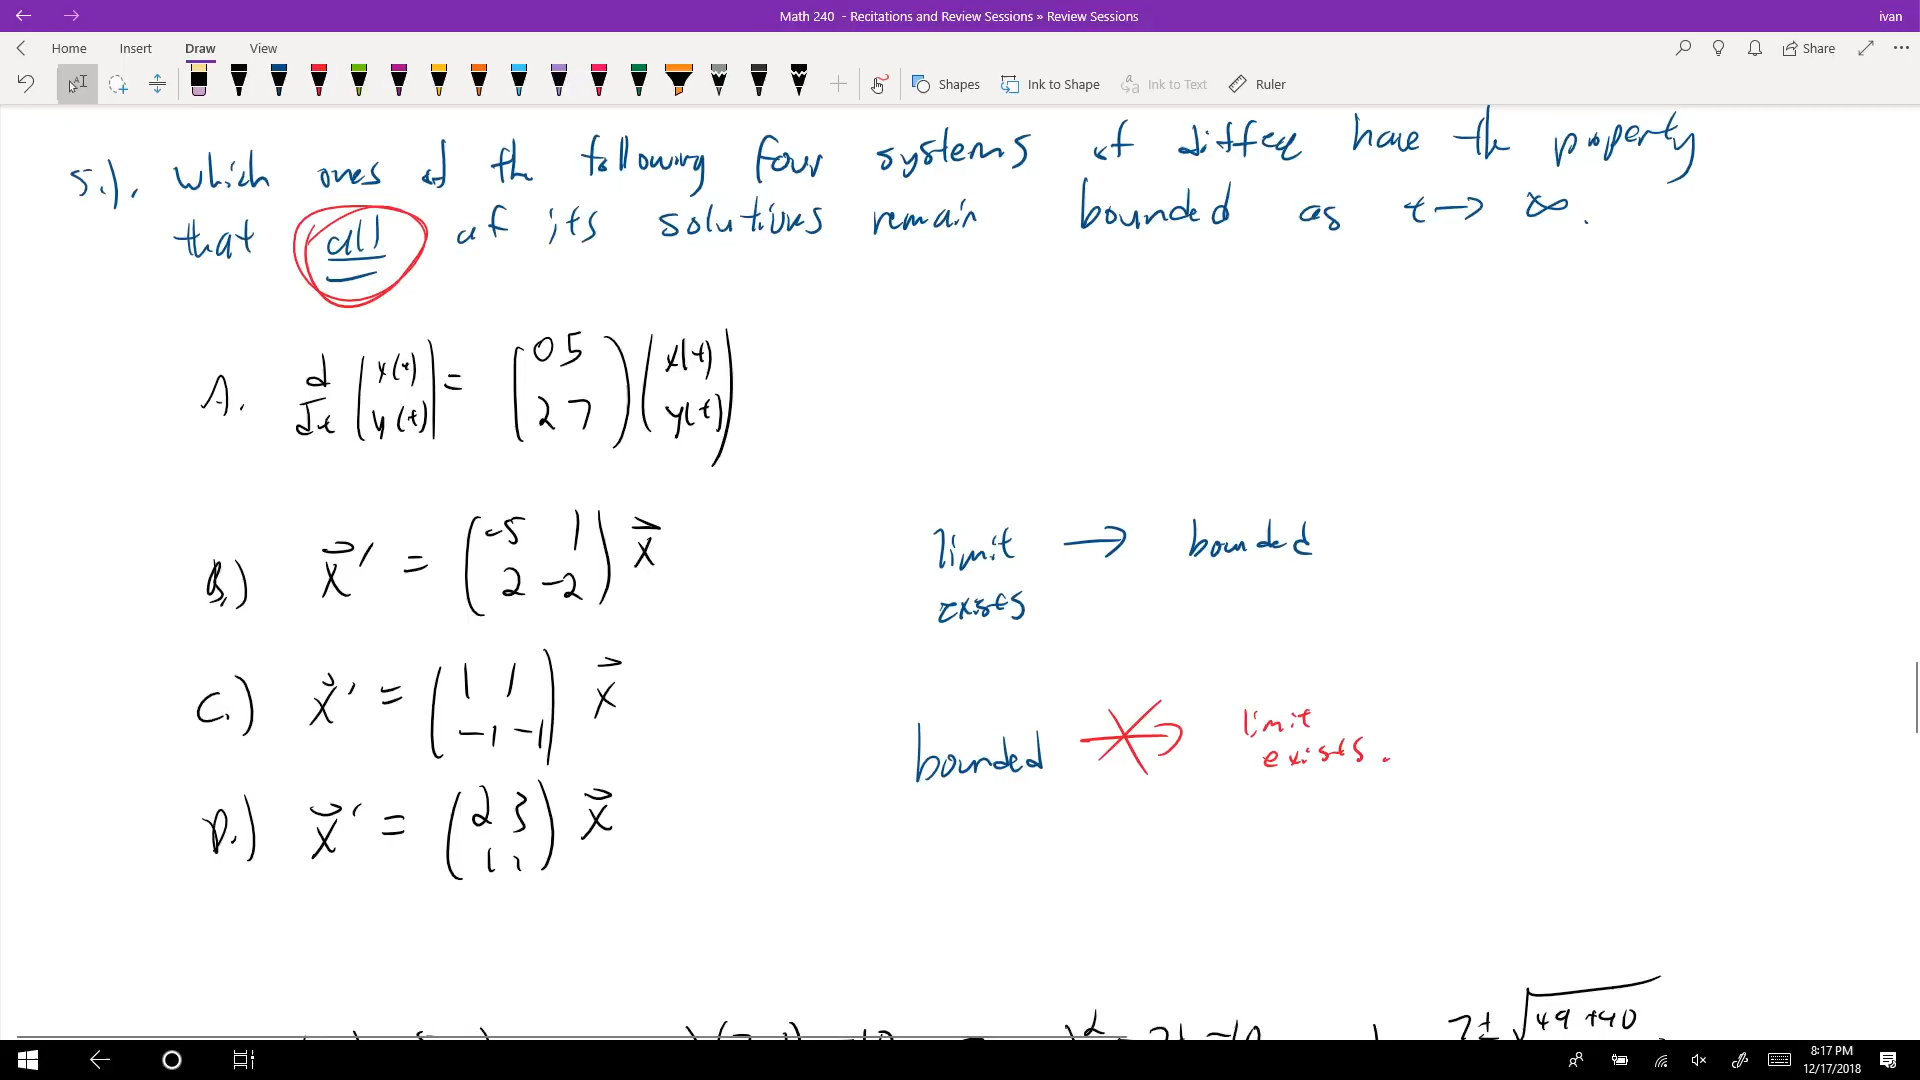 Math 240 - Recitations and Review Sessions » Review Sessions
ivan
Home Insert Draw View
Share
Shapes Ink to Shape Ink to Text Ruler
5.). Which ones of the following four systems of diffeq have the property
that all of its solutions remain bounded as t → ∞.
A. d/dt (x(t) y(t)) = (0 5
2 7) (x(t) y(t))
B.) x⃗' = (-5 1
2 -2) x⃗
limit → bounded
exists
C.) x⃗' = (1 1
-1 -1) x⃗
bounded limit
exists.
D.) x⃗' = (2 3
1 1) x⃗
7 ± √49+40
8:17 PM
12/17/2018